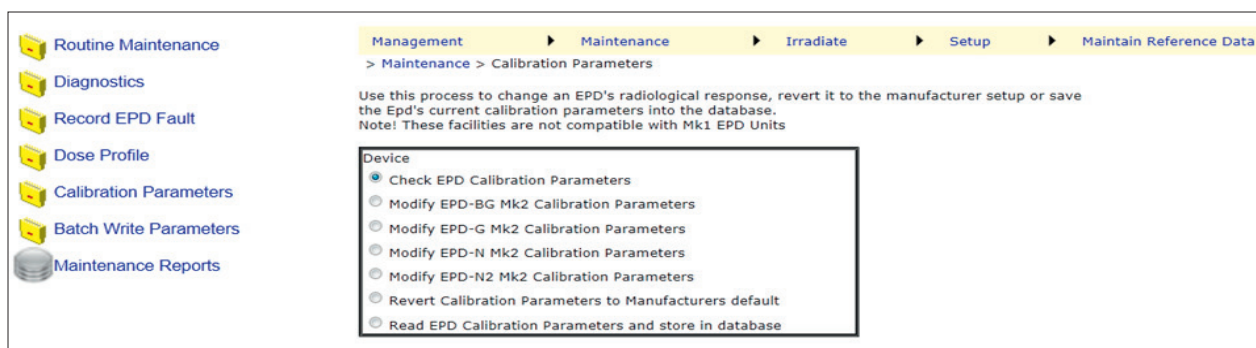 Routine Maintenance
Diagnostics
Record EPD Fault
Dose Profile
Calibration Parameters
Batch Write Parameters
Maintenance Reports
Management Maintenance Irradiate Setup Maintain Reference Data
> Maintenance > Calibration Parameters
Use this process to change an EPD's radiological response, revert it to the manufacturer setup or save
the Epd's current calibration parameters into the database.
Note! These facilities are not compatible with Mk1 EPD Units
Device
Check EPD Calibration Parameters
Modify EPD-BG Mk2 Calibration Parameters
Modify EPD-G Mk2 Calibration Parameters
Modify EPD-N Mk2 Calibration Parameters
Modify EPD-N2 Mk2 Calibration Parameters
Revert Calibration Parameters to Manufacturers default
Read EPD Calibration Parameters and store in database